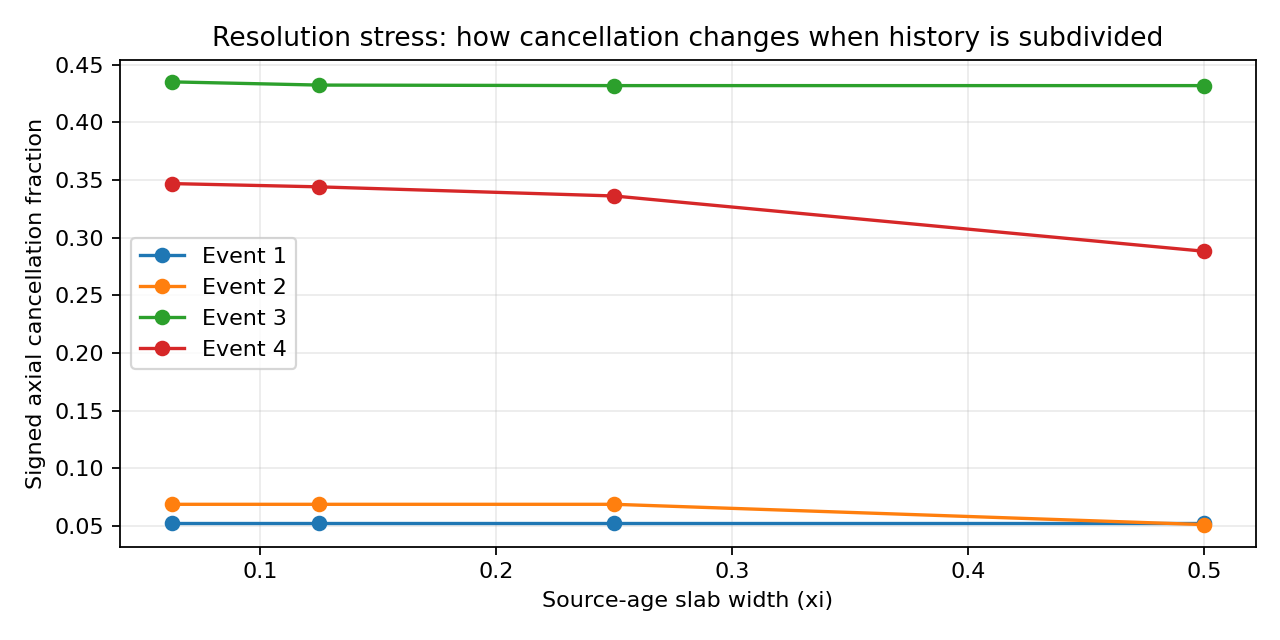 Resolution stress: how cancellation changes when history is subdivided
Signed axial cancellation fraction
0.45
0.40
0.35
0.30
0.25
0.20
0.15
0.10
0.05
Event 1
Event 2
Event 3
Event 4
0.1
0.2
0.3
0.4
0.5
Source-age slab width (xi)